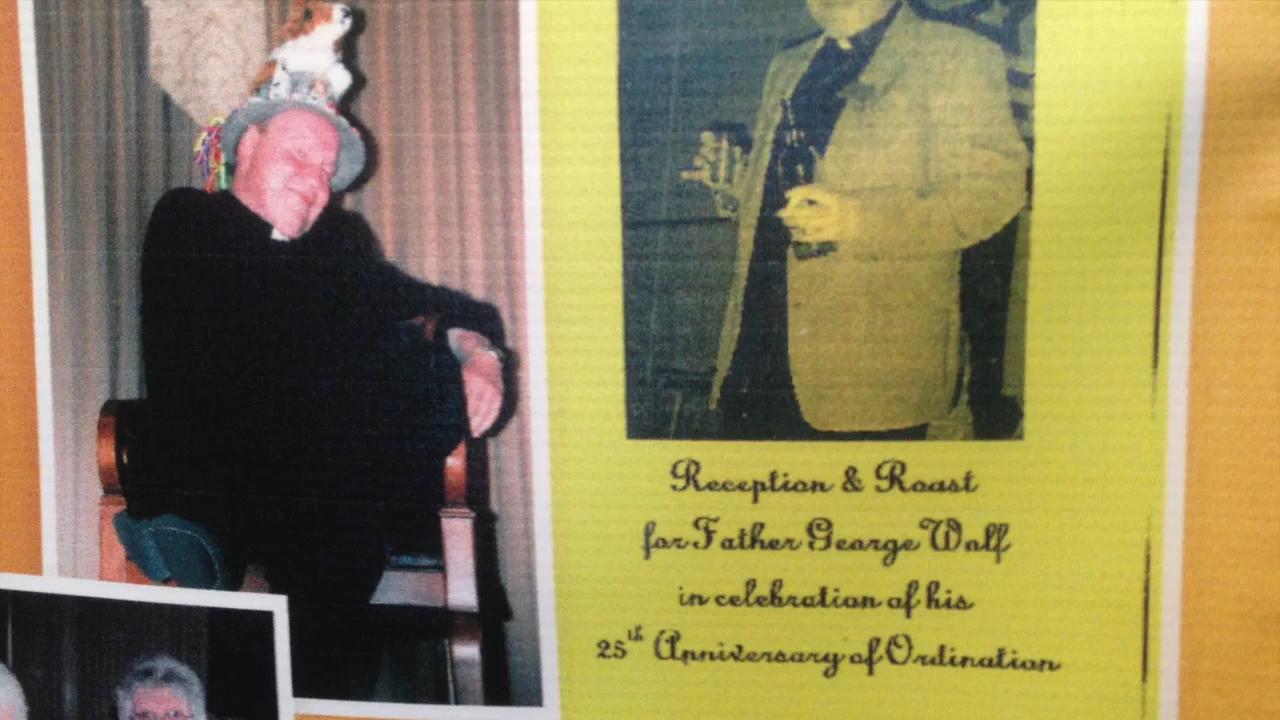 Reception & Roast
for Father George Wolf
in celebration of his
25th Anniversary of Ordination